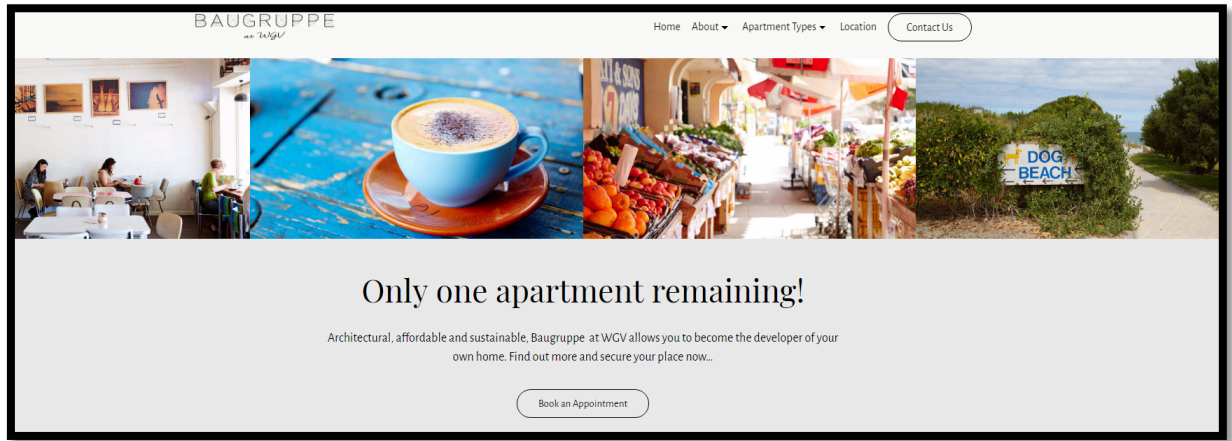 BAUGRUPPE
at WGV
Home About Apartment Types Location Contact Us
DOG
BEACH
Only one apartment remaining!
Architectural, affordable and sustainable, Baugruppe at WGV allows you to become the developer of your
own home. Find out more and secure your place now...
Book an Appointment